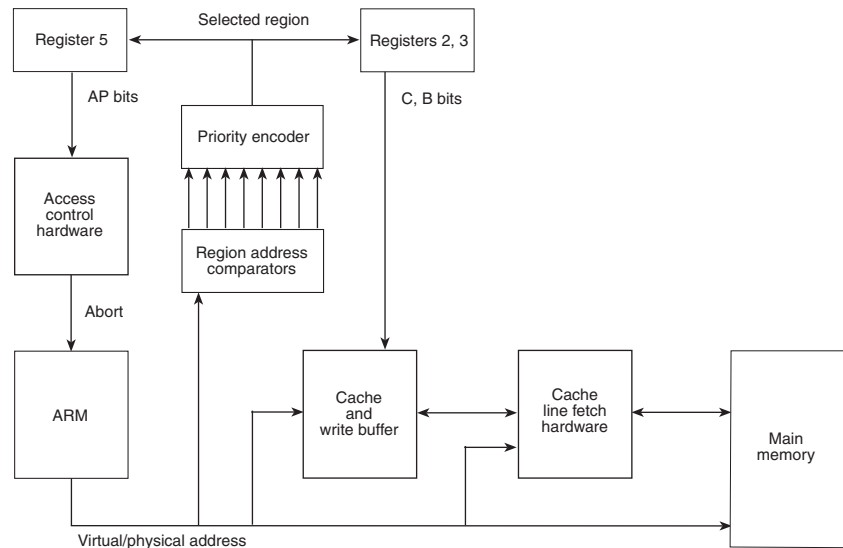 Selected region
Register 5
Registers 2, 3
AP bits
C, B bits
Priority encoder
Access
control
hardware
Region address
comparators
Abort
ARM
Cache
and
write buffer
Cache
line fetch
hardware
Main
memory
Virtual/physical address